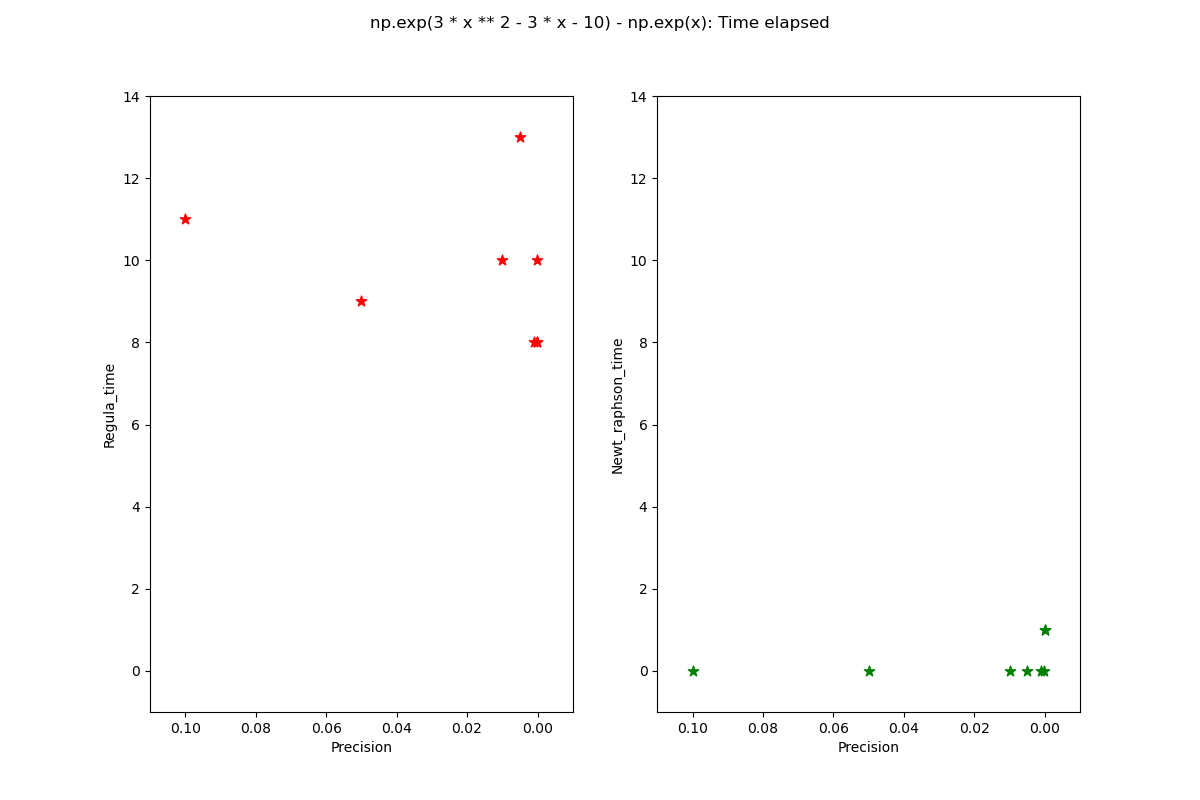 np.exp(3 * x ** 2 - 3 * x - 10) - np.exp(x): Time elapsed
14
12
10
8
6
4
2
0
Regula_time
0.10 0.08 0.06 0.04 0.02 0.00
Precision
14
12
10
8
6
4
2
0
Newt_raphson_time
0.10 0.08 0.06 0.04 0.02 0.00
Precision